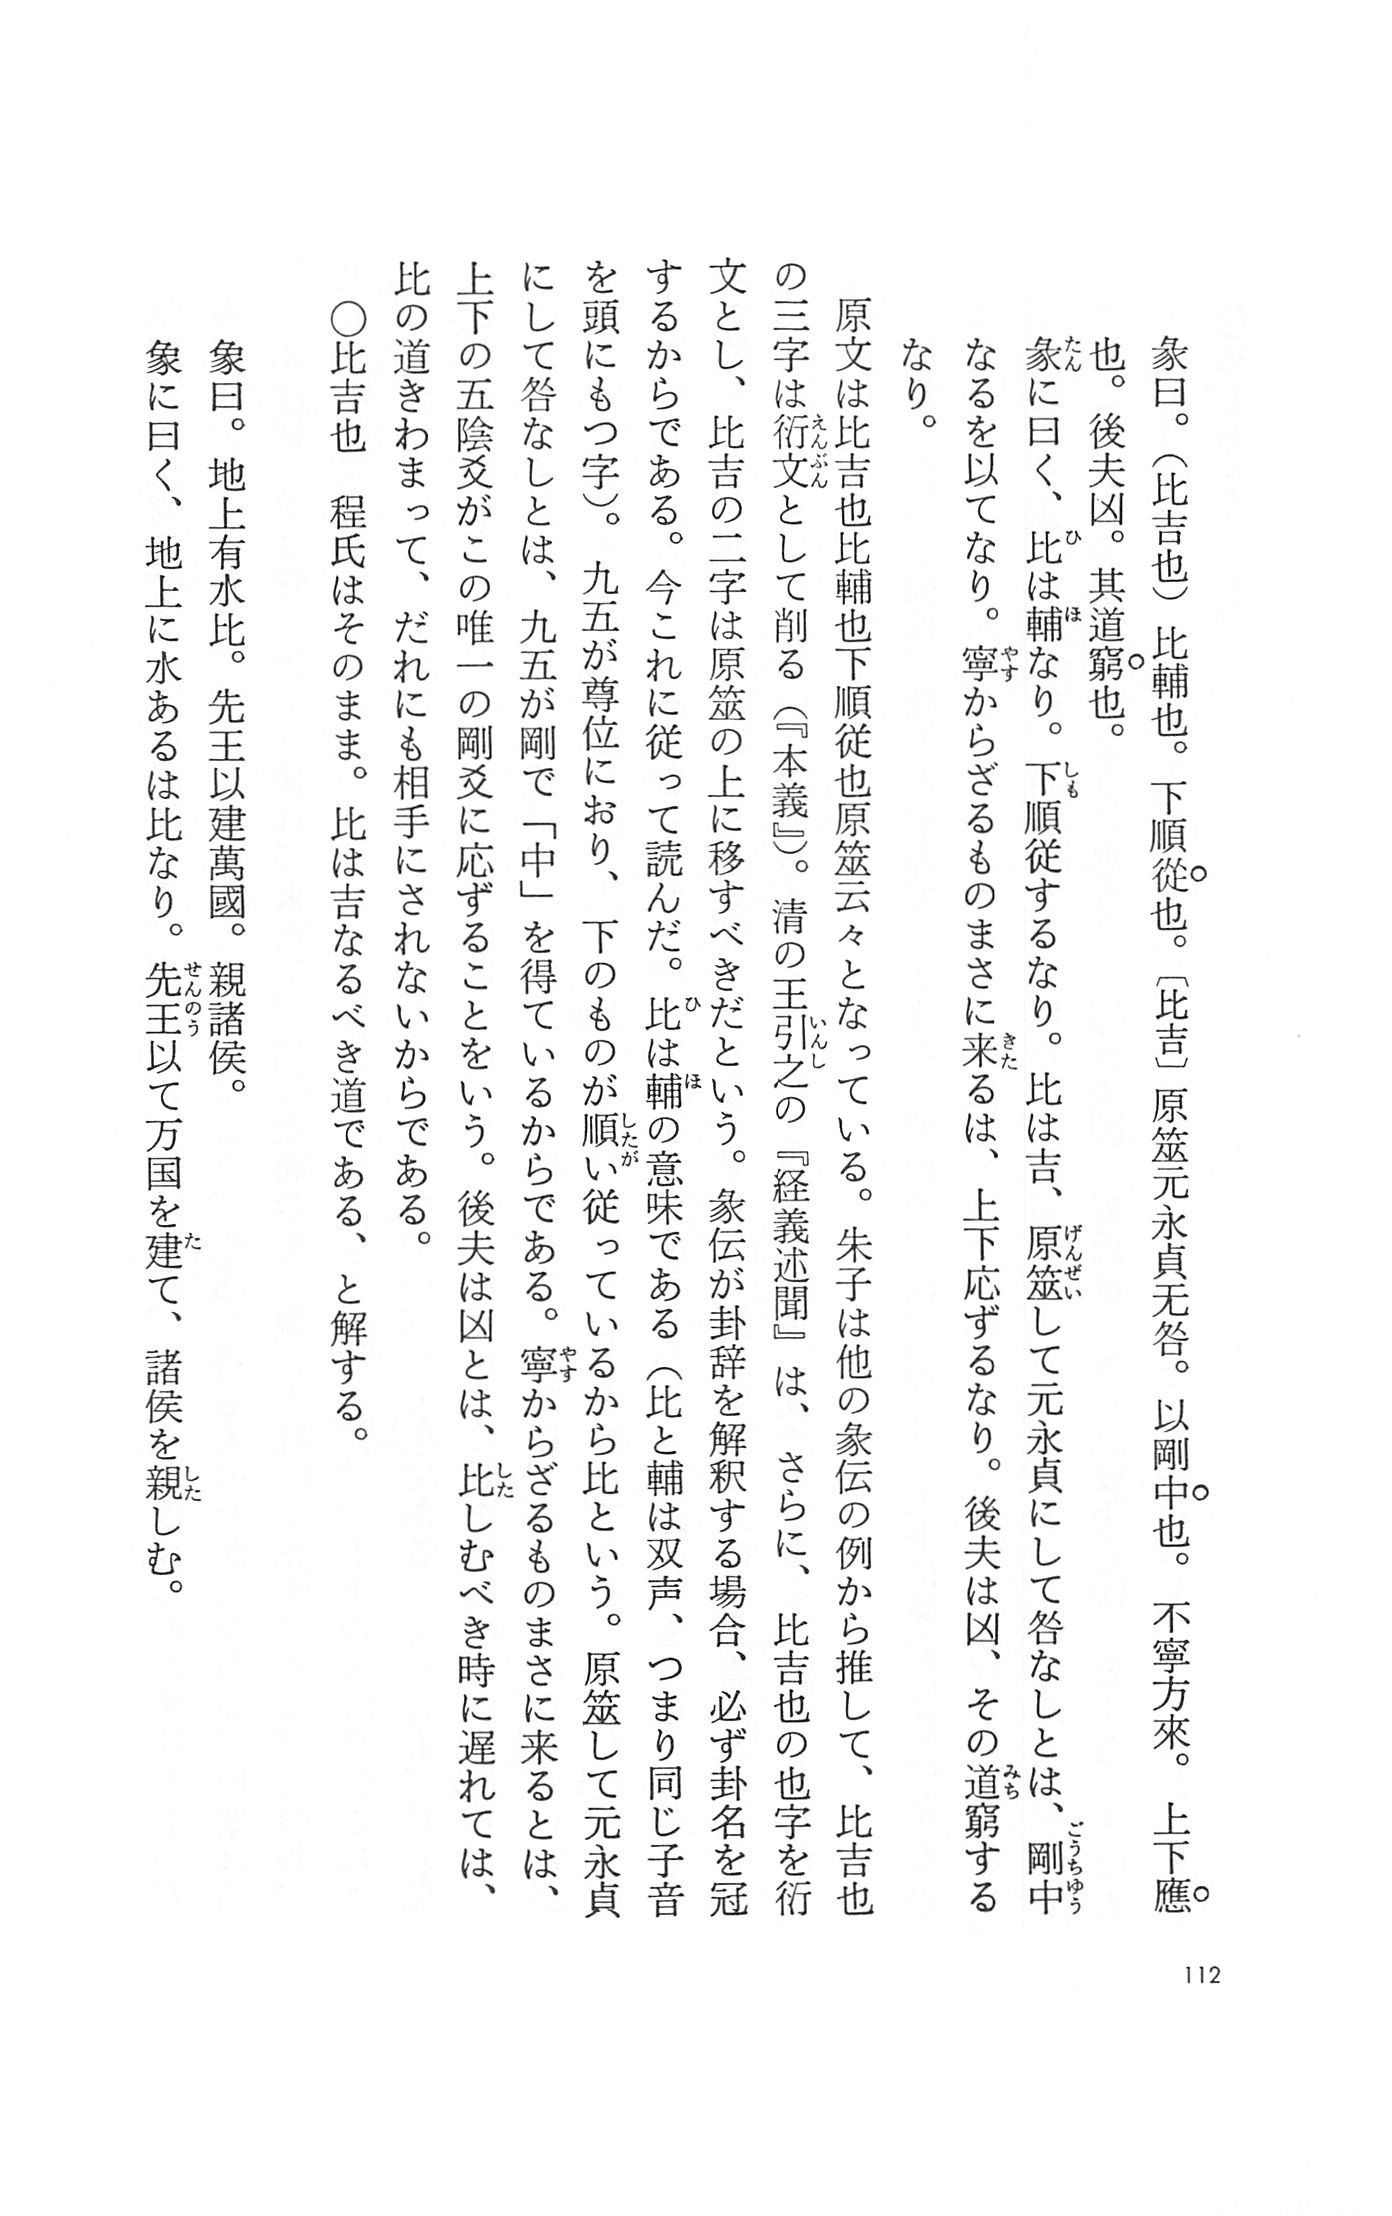 彖曰。（比吉也）比輔也。下順從也。〔比吉〕原筮元永貞无咎。以剛中也。不寧方來。上下應
也。後夫凶。其道窮也。
彖に曰く、比は輔なり。下順従するなり。比は吉、原筮して元永貞にして咎なしとは、剛中
なるを以てなり。寧からざるものまさに来るは、上下応ずるなり。後夫は凶、その道窮する
なり。
原文は比吉也比輔也下順従也原筮云々となっている。朱子は他の彖伝の例から推して、比吉也
の三字は衍文として削る（『本義』）。清の王引之の『経義述聞』は、さらに、比吉也の也字を衍
文とし、比吉の二字は原筮の上に移すべきだという。彖伝が卦辞を解釈する場合、必ず卦名を冠
するからである。今これに従って読んだ。比は輔の意味である（比と輔は双声、つまり同じ子音
を頭にもつ字）。九五が尊位におり、下のものが順い従っているから比という。原筮して元永貞
にして咎なしとは、九五が剛で「中」を得ているからである。寧からざるものまさに来るとは、
上下の五陰爻がこの唯一の剛爻に応ずることをいう。後夫は凶とは、比しむべき時に遅れては、
比の道きわまって、だれにも相手にされないからである。
○比吉也　程氏はそのまま。比は吉なるべき道である、と解する。
象曰。地上有水比。先王以建萬國。親諸侯。
象に曰く、地上に水あるは比なり。先王以て万国を建て、諸侯を親しむ。
112